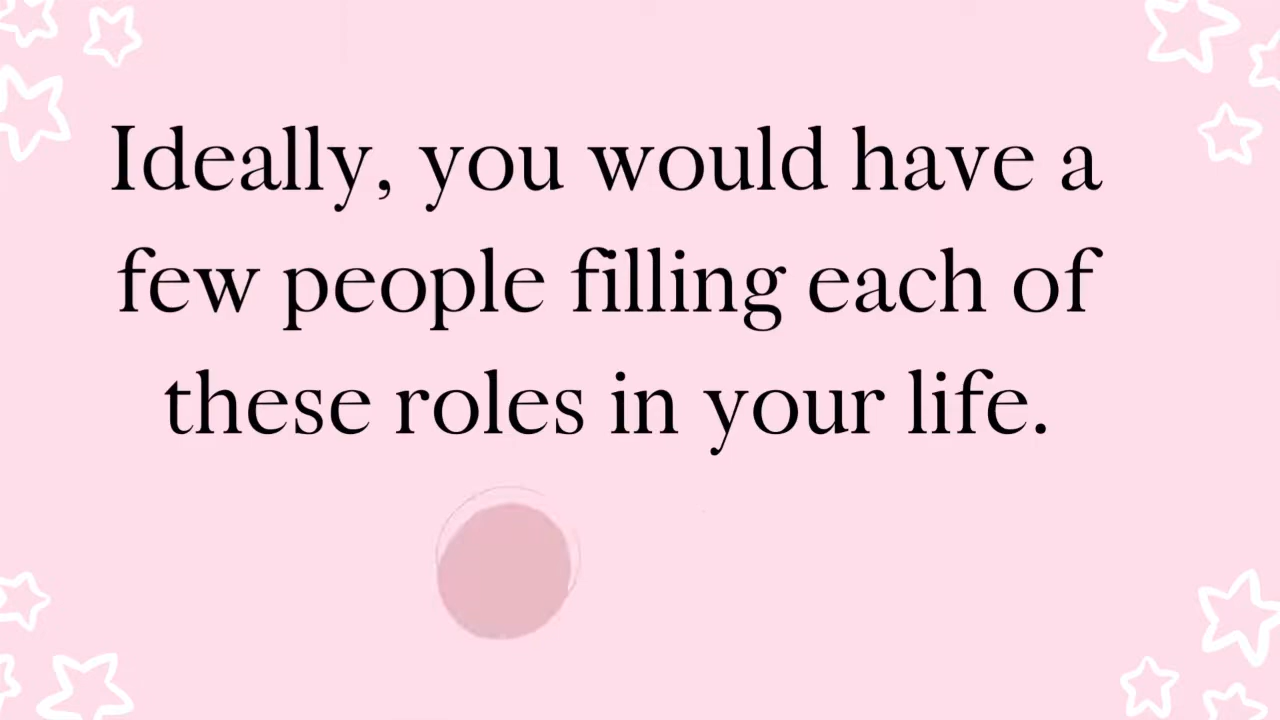 Ideally, you would have a
few people filling each of
these roles in your life.